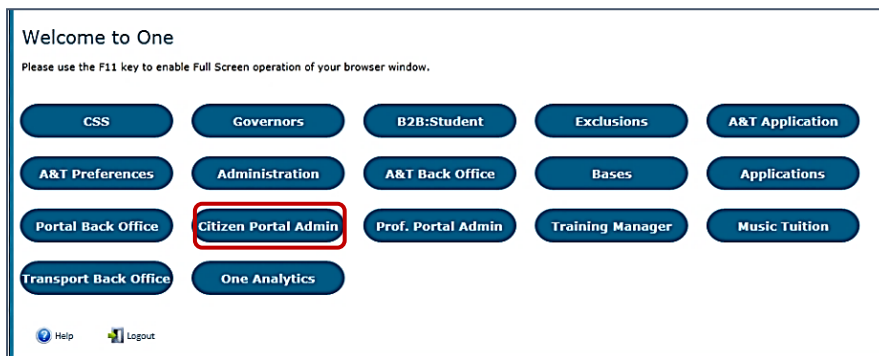 Welcome to One
Please use the F11 key to enable Full Screen operation of your browser window.
CSS Governors B2B:Student Exclusions A&T Application
A&T Preferences Administration A&T Back Office Bases Applications
Portal Back Office Citizen Portal Admin Prof. Portal Admin Training Manager Music Tuition
Transport Back Office One Analytics
Help Logout